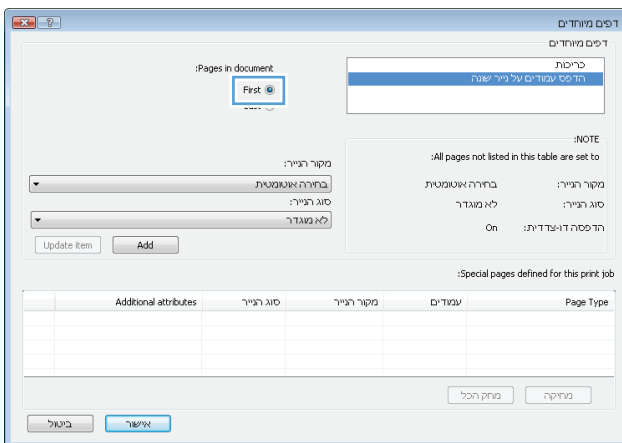 דפים מיוחדים
דפים מיוחדים
כריכות
הדפס עמודים על נייר שונה
Pages in document:
First
NOTE:
All pages not listed in this table are set to:
מקור הנייר: בחירה אוטומטית
סוג הנייר: לא מוגדר
הדפסה דו-צדדית: On
מקור הנייר:
בחירה אוטומטית
סוג הנייר:
לא מוגדר
Add Update item
Special pages defined for this print job:
Page Type עמודים מקור הנייר סוג הנייר Additional attributes
מחיקה מחק הכל
אישור ביטול